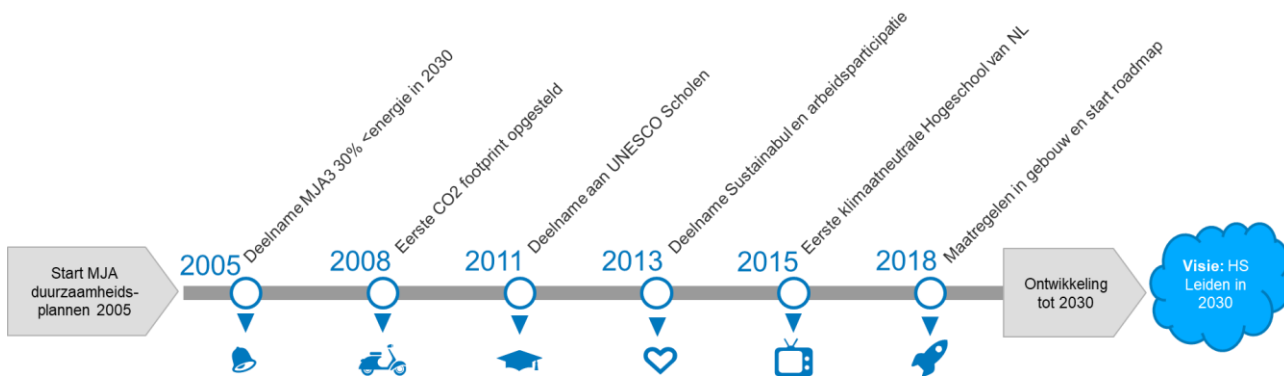 Start MJA
duurzaamheids-
plannen 2005
2005
Deelname MJA3 30% <energie in 2030
2008
Eerste CO2 footprint opgesteld
2011
Deelname aan UNESCO Scholen
2013
Deelname Sustainabul en arbeidsparticipatie
2015
Eerste klimaatneutrale Hogeschool van NL
2018
Maatregelen in gebouw en start roadmap
Ontwikkeling
tot 2030
Visie: HS
Leiden in
2030